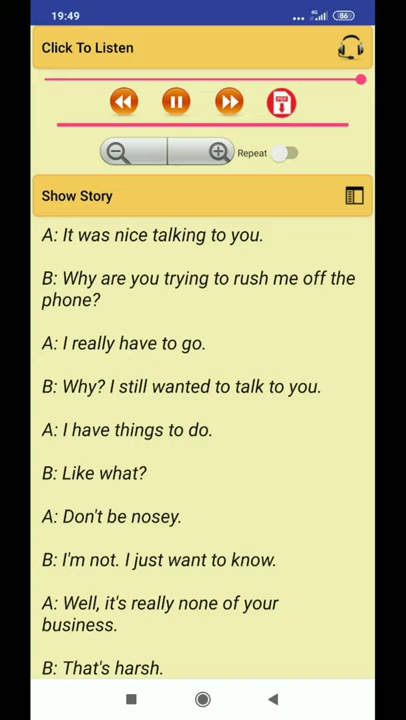 19:49
4G
86
Click To Listen
PDF
Repeat
Show Story
A: It was nice talking to you.
B: Why are you trying to rush me off the
phone?
A: I really have to go.
B: Why? I still wanted to talk to you.
A: I have things to do.
B: Like what?
A: Don't be nosey.
B: I'm not. I just want to know.
A: Well, it's really none of your
business.
B: That's harsh.